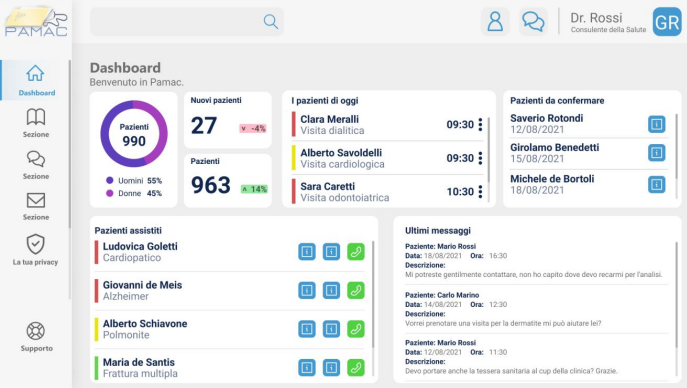 PAMAC
Dr. Rossi
Consulente della Salute
GR
Dashboard
Sezione
Sezione
Sezione
La tua privacy
Supporto
Dashboard
Benvenuto in Pamac.
Pazienti
990
Uomini 55%
Donne 45%
Nuovi pazienti
27
v -4%
Pazienti
963
^ 14%
I pazienti di oggi
Clara Meralli
Visita dialitica
09:30
Alberto Savoldelli
Visita cardiologica
09:30
Sara Caretti
Visita odontoiatrica
10:30
Pazienti da confermare
Saverio Rotondi
12/08/2021
Girolamo Benedetti
15/08/2021
Michele de Bortoli
18/08/2021
Pazienti assistiti
Ludovica Goletti
Cardiopatico
Giovanni de Meis
Alzheimer
Alberto Schiavone
Polmonite
Maria de Santis
Frattura multipla
Ultimi messaggi
Paziente: Mario Rossi
Data: 18/08/2021 Ora: 16:30
Descrizione:
Mi potreste gentilmente contattare, non ho capito dove devo recarmi per l'analisi.
Paziente: Carlo Marino
Data: 14/08/2021 Ora: 12:30
Descrizione:
Vorrei prenotare una visita per la dermatite mi può aiutare lei?
Paziente: Mario Rossi
Data: 12/08/2021 Ora: 11:30
Descrizione:
Devo portare anche la tessera sanitaria al cup della clinica? Grazie.